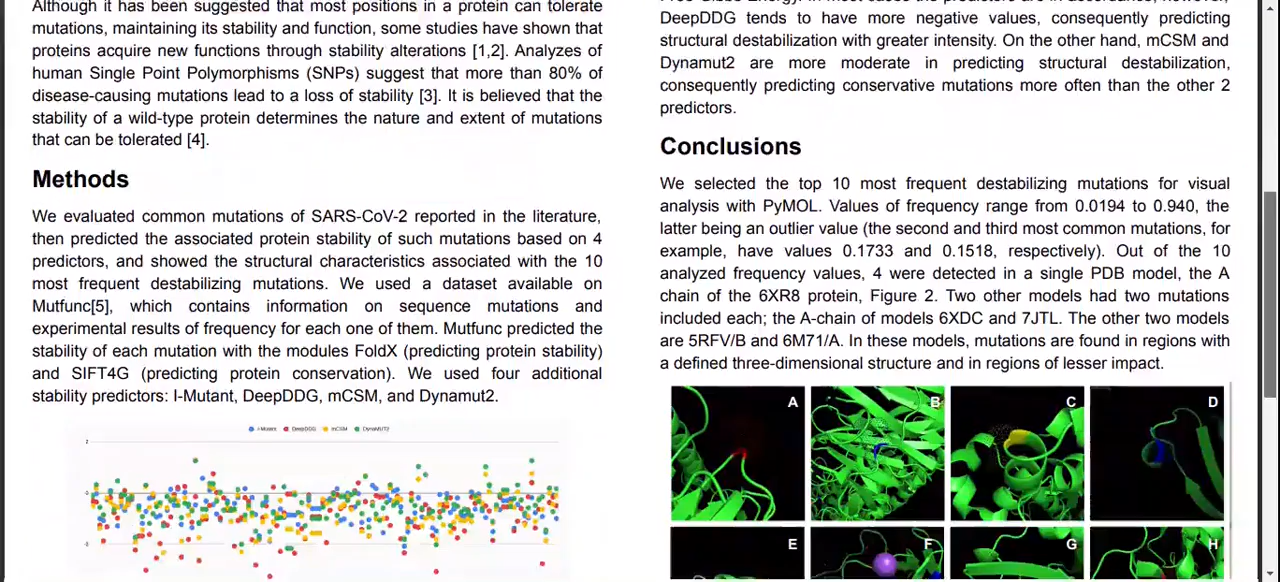 Although it has been suggested that most positions in a protein can tolerate
mutations, maintaining its stability and function, some studies have shown that
proteins acquire new functions through stability alterations [1,2]. Analyzes of
human Single Point Polymorphisms (SNPs) suggest that more than 80% of
disease-causing mutations lead to a loss of stability [3]. It is believed that the
stability of a wild-type protein determines the nature and extent of mutations
that can be tolerated [4].
Methods
We evaluated common mutations of SARS-CoV-2 reported in the literature,
then predicted the associated protein stability of such mutations based on 4
predictors, and showed the structural characteristics associated with the 10
most frequent destabilizing mutations. We used a dataset available on
Mutfunc[5], which contains information on sequence mutations and
experimental results of frequency for each one of them. Mutfunc predicted the
stability of each mutation with the modules FoldX (predicting protein stability)
and SIFT4G (predicting protein conservation). We used four additional
stability predictors: I-Mutant, DeepDDG, mCSM, and Dynamut2.
I-Mutant DeepDDG mCSM DynaMUT2
Free Gibbs Energy. In most cases the predictors are in accordance, however,
DeepDDG tends to have more negative values, consequently predicting
structural destabilization with greater intensity. On the other hand, mCSM and
Dynamut2 are more moderate in predicting structural destabilization,
consequently predicting conservative mutations more often than the other 2
predictors.
Conclusions
We selected the top 10 most frequent destabilizing mutations for visual
analysis with PyMOL. Values of frequency range from 0.0194 to 0.940, the
latter being an outlier value (the second and third most common mutations, for
example, have values 0.1733 and 0.1518, respectively). Out of the 10
analyzed frequency values, 4 were detected in a single PDB model, the A
chain of the 6XR8 protein, Figure 2. Two other models had two mutations
included each; the A-chain of models 6XDC and 7JTL. The other two models
are 5RFV/B and 6M71/A. In these models, mutations are found in regions with
a defined three-dimensional structure and in regions of lesser impact.
A B C D
E F G H